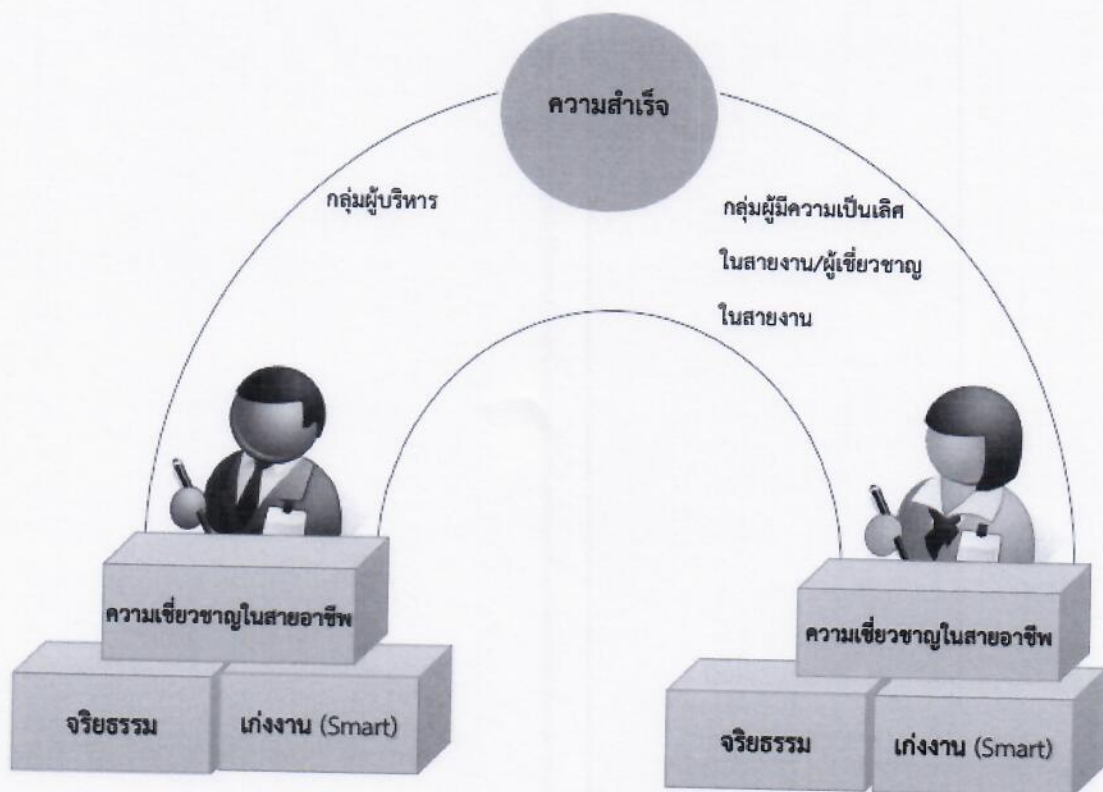 ความสำเร็จ
กลุ่มผู้บริหาร
กลุ่มผู้มีความเป็นเลิศ
ในสายงาน/ผู้เชี่ยวชาญ
ในสายงาน
ความเชี่ยวชาญในสายอาชีพ
จริยธรรม
เก่งงาน (Smart)
ความเชี่ยวชาญในสายอาชีพ
จริยธรรม
เก่งงาน (Smart)